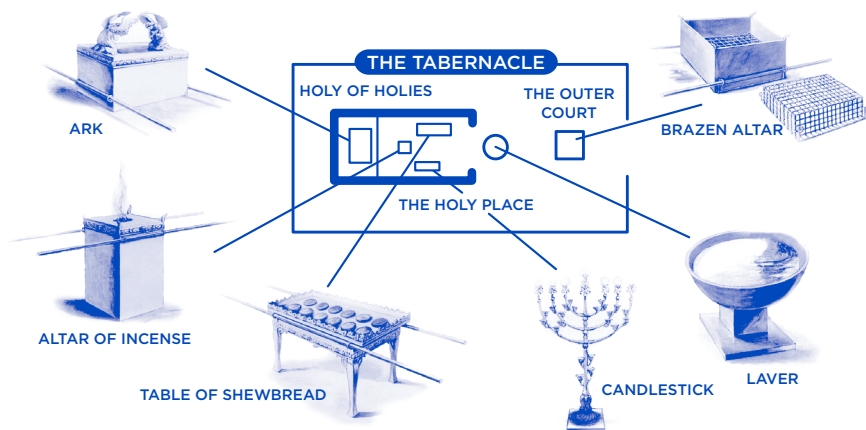 THE TABERNACLE
HOLY OF HOLIES
THE OUTER
COURT
ARK
BRAZEN ALTAR
THE HOLY PLACE
ALTAR OF INCENSE
TABLE OF SHEWBREAD
CANDLESTICK
LAVER